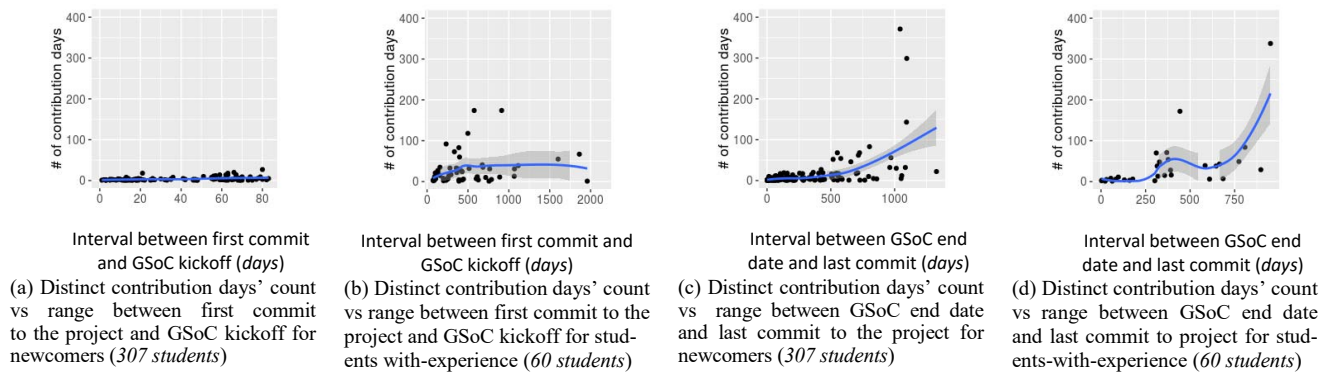 400
300
200
100
0
# of contribution days
0 20 40 60 80
Interval between first commit
and GSoC kickoff (days)
(a) Distinct contribution days’ count
vs range between first commit
to the project and GSoC kickoff for
newcomers (307 students)
400
300
200
100
0
# of contribution days
0 500 1000 1500 2000
Interval between first commit and
GSoC kickoff (days)
(b) Distinct contribution days’ count
vs range between first commit to the
project and GSoC kickoff for stud-
ents with-experience (60 students)
400
300
200
100
0
# of contribution days
0 500 1000
Interval between GSoC end
date and last commit (days)
(c) Distinct contribution days’ count
vs range between GSoC end date
and last commit to the project for
newcomers (307 students)
400
300
200
100
0
# of contribution days
0 250 500 750
Interval between GSoC end
date and last commit (days)
(d) Distinct contribution days’ count
vs range between GSoC end date
and last commit to project for stud-
ents-with-experience (60 students)